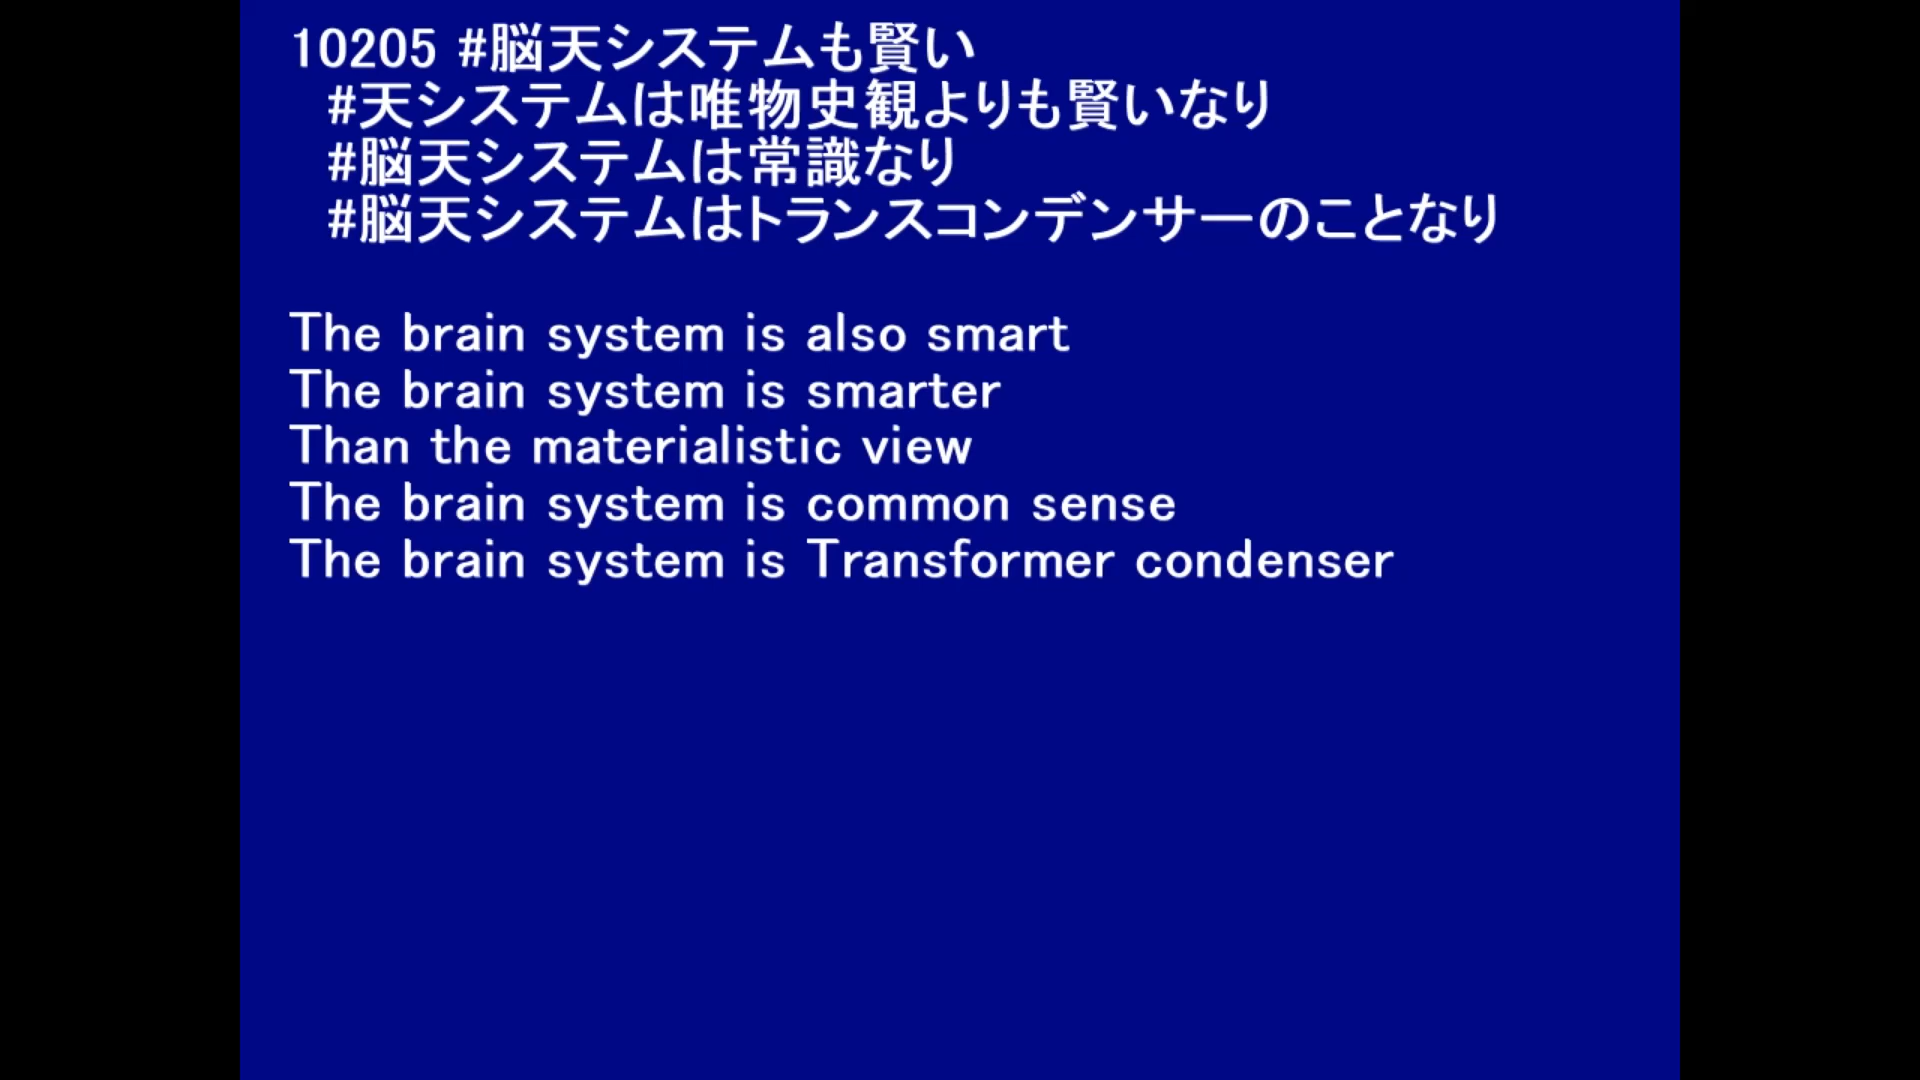 10205 #脳天システムも賢い
#天システムは唯物史観よりも賢いなり
#脳天システムは常識なり
#脳天システムはトランスコンデンサーのことなり
The brain system is also smart
The brain system is smarter
Than the materialistic view
The brain system is common sense
The brain system is Transformer condenser